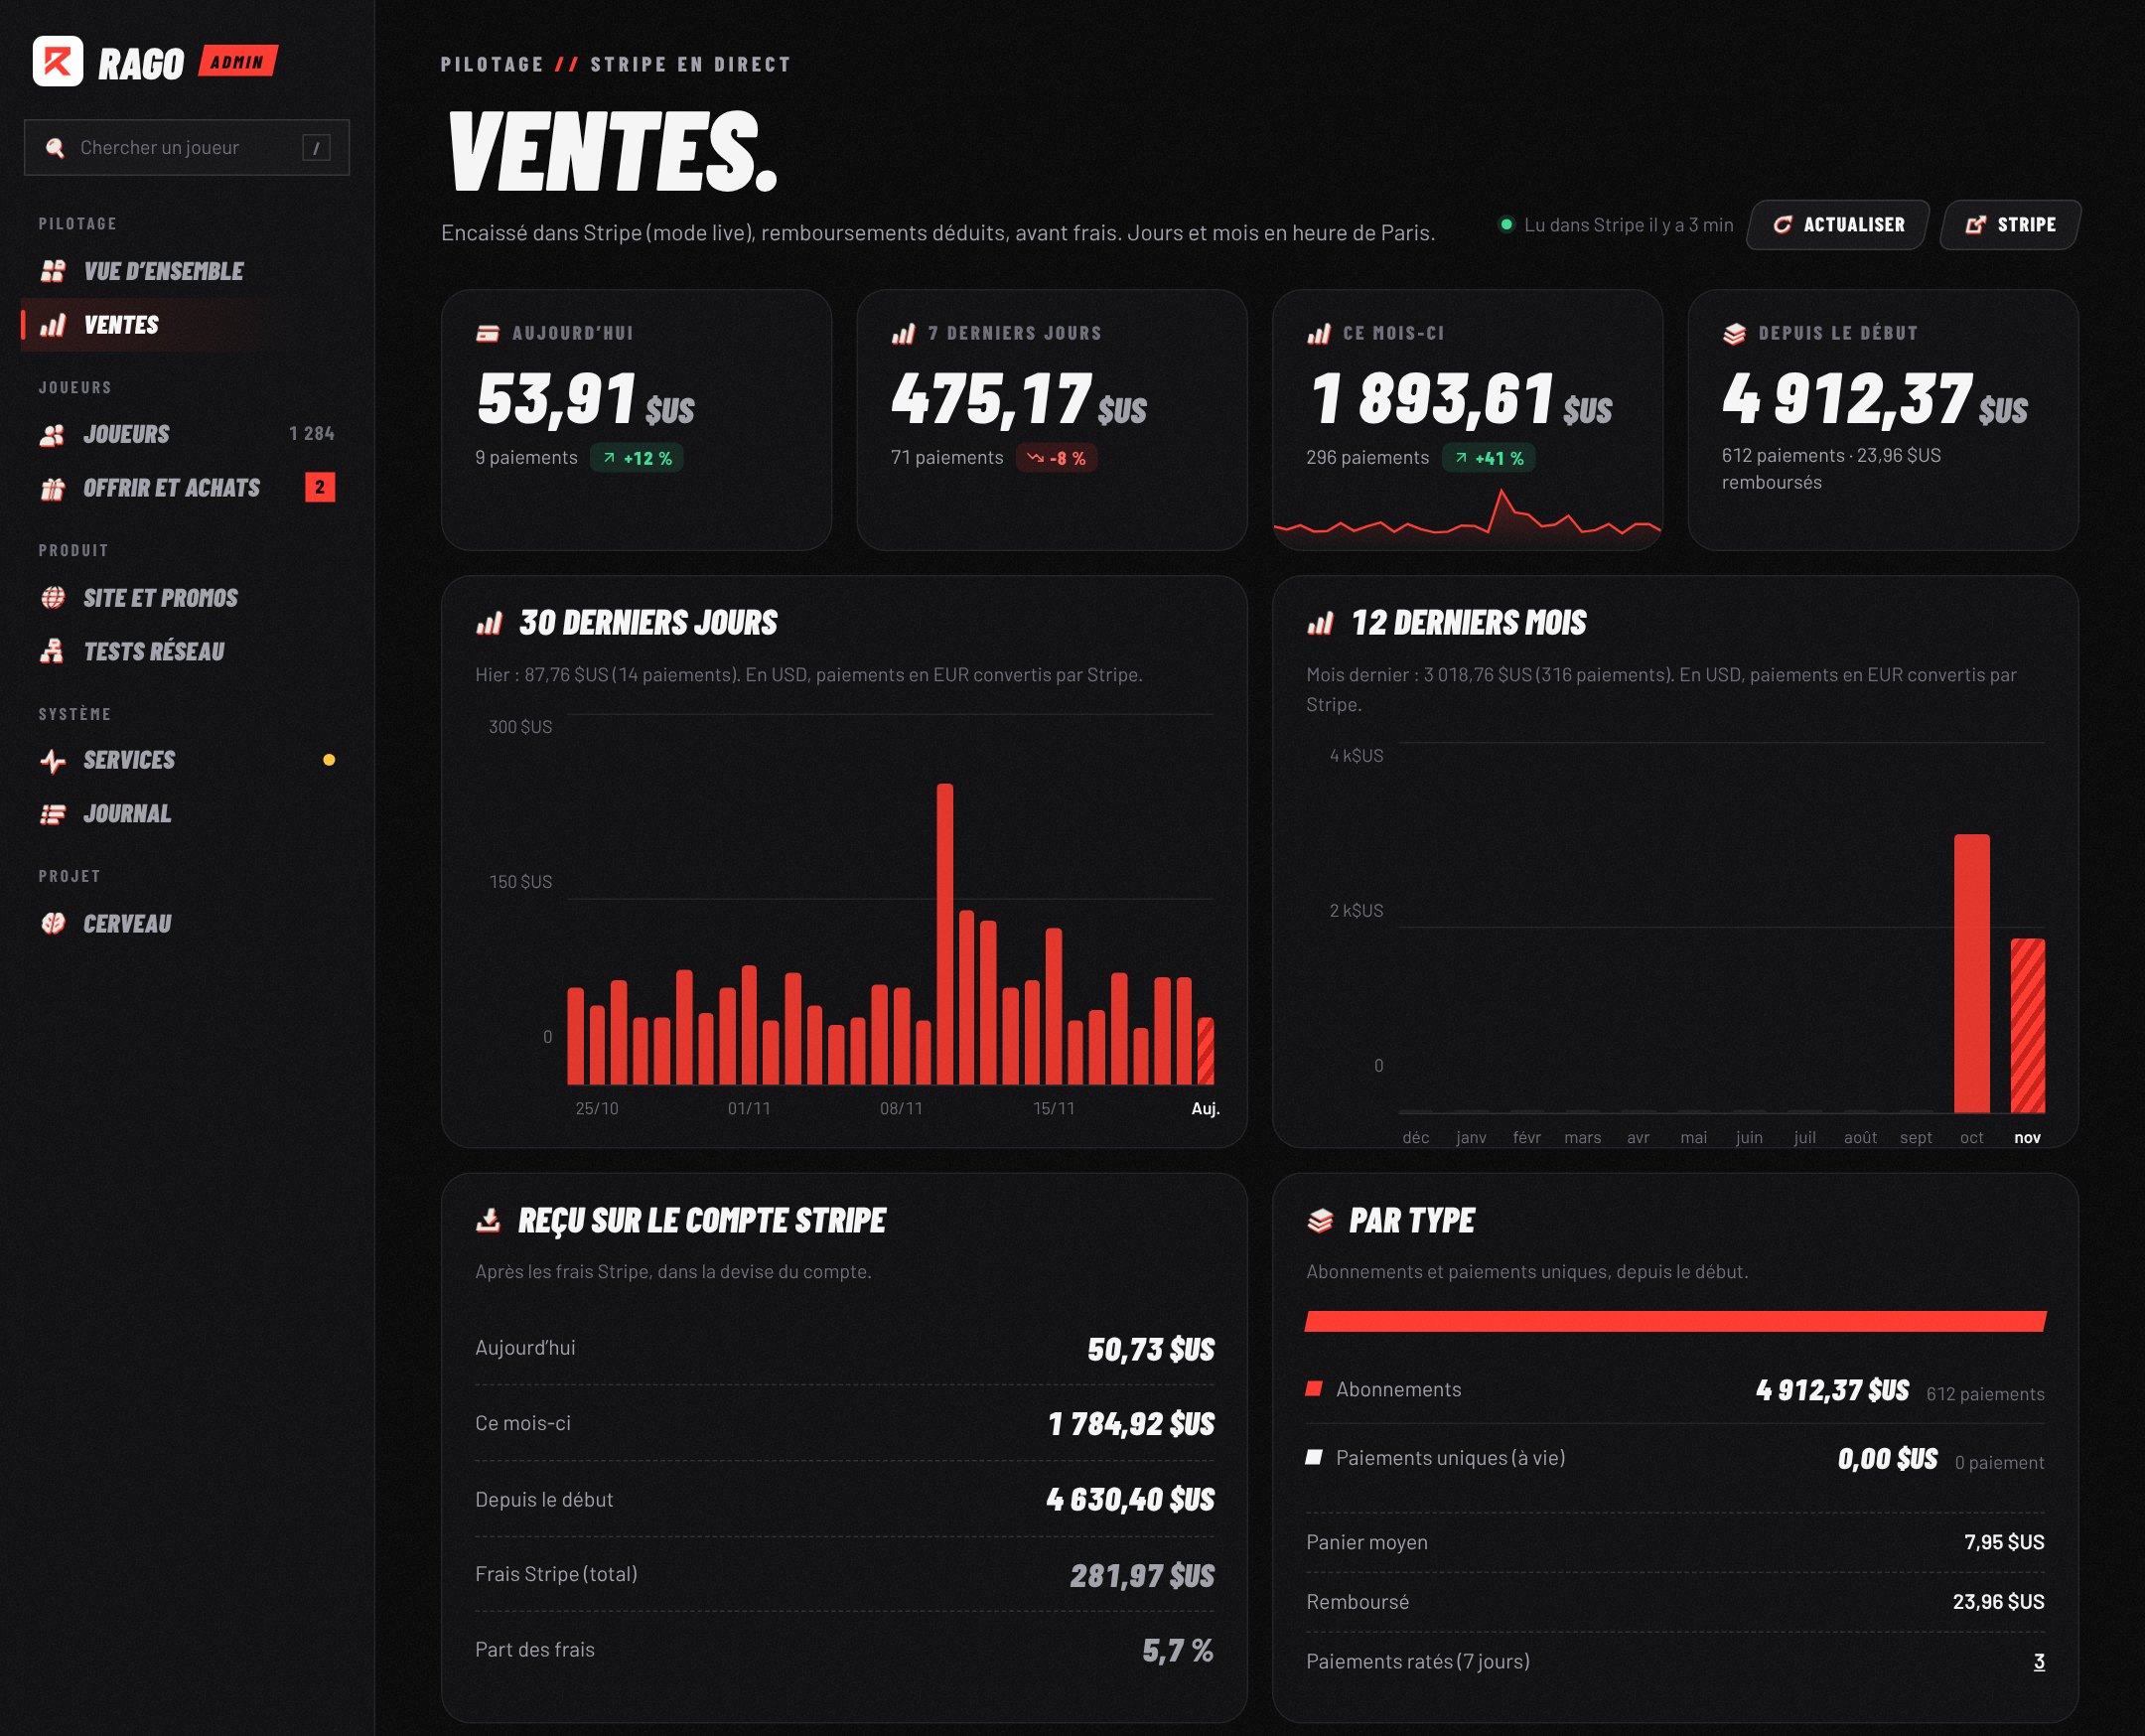 RAGO ADMIN
Chercher un joueur /
PILOTAGE
VUE D'ENSEMBLE
VENTES
JOUEURS
JOUEURS 1 284
OFFRIR ET ACHATS 2
PRODUIT
SITE ET PROMOS
TESTS RÉSEAU
SYSTÈME
SERVICES
JOURNAL
PROJET
CERVEAU
PILOTAGE // STRIPE EN DIRECT
VENTES.
Encaissé dans Stripe (mode live), remboursements déduits, avant frais. Jours et mois en heure de Paris.
Lu dans Stripe il y a 3 min
ACTUALISER
STRIPE
AUJOURD'HUI
53,91 $US
9 paiements +12 %
7 DERNIERS JOURS
475,17 $US
71 paiements -8 %
CE MOIS-CI
1 893,61 $US
296 paiements +41 %
DEPUIS LE DÉBUT
4 912,37 $US
612 paiements · 23,96 $US
remboursés
30 DERNIERS JOURS
Hier : 87,76 $US (14 paiements). En USD, paiements en EUR convertis par Stripe.
300 $US
150 $US
0
25/10 01/11 08/11 15/11 Auj.
12 DERNIERS MOIS
Mois dernier : 3 018,76 $US (316 paiements). En USD, paiements en EUR convertis par
Stripe.
4 k$US
2 k$US
0
déc janv févr mars avr mai juin juil août sept oct nov
REÇU SUR LE COMPTE STRIPE
Après les frais Stripe, dans la devise du compte.
Aujourd'hui 50,73 $US
Ce mois-ci 1 784,92 $US
Depuis le début 4 630,40 $US
Frais Stripe (total) 281,97 $US
Part des frais 5,7 %
PAR TYPE
Abonnements et paiements uniques, depuis le début.
Abonnements 4 912,37 $US 612 paiements
Paiements uniques (à vie) 0,00 $US 0 paiement
Panier moyen 7,95 $US
Remboursé 23,96 $US
Paiements ratés (7 jours) 3